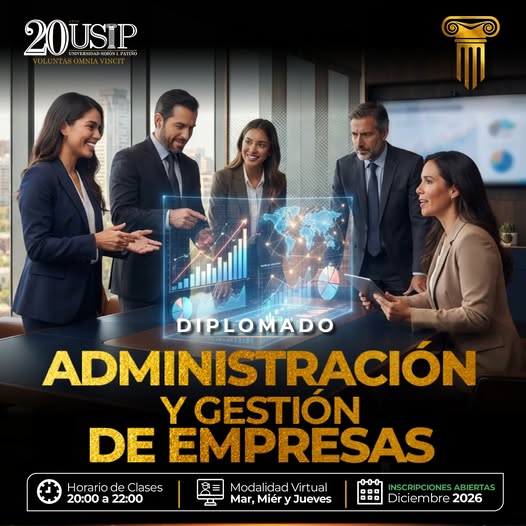 20 USIP
UNIVERSIDAD SIMÓN I. PATIÑO
VOLUNTAS OMNIA VINCIT
DIPLOMADO
ADMINISTRACIÓN
Y GESTIÓN
DE EMPRESAS
Horario de Clases
20:00 a 22:00
Modalidad Virtual
Mar, Miér y Jueves
INSCRIPCIONES ABIERTAS
Diciembre 2026